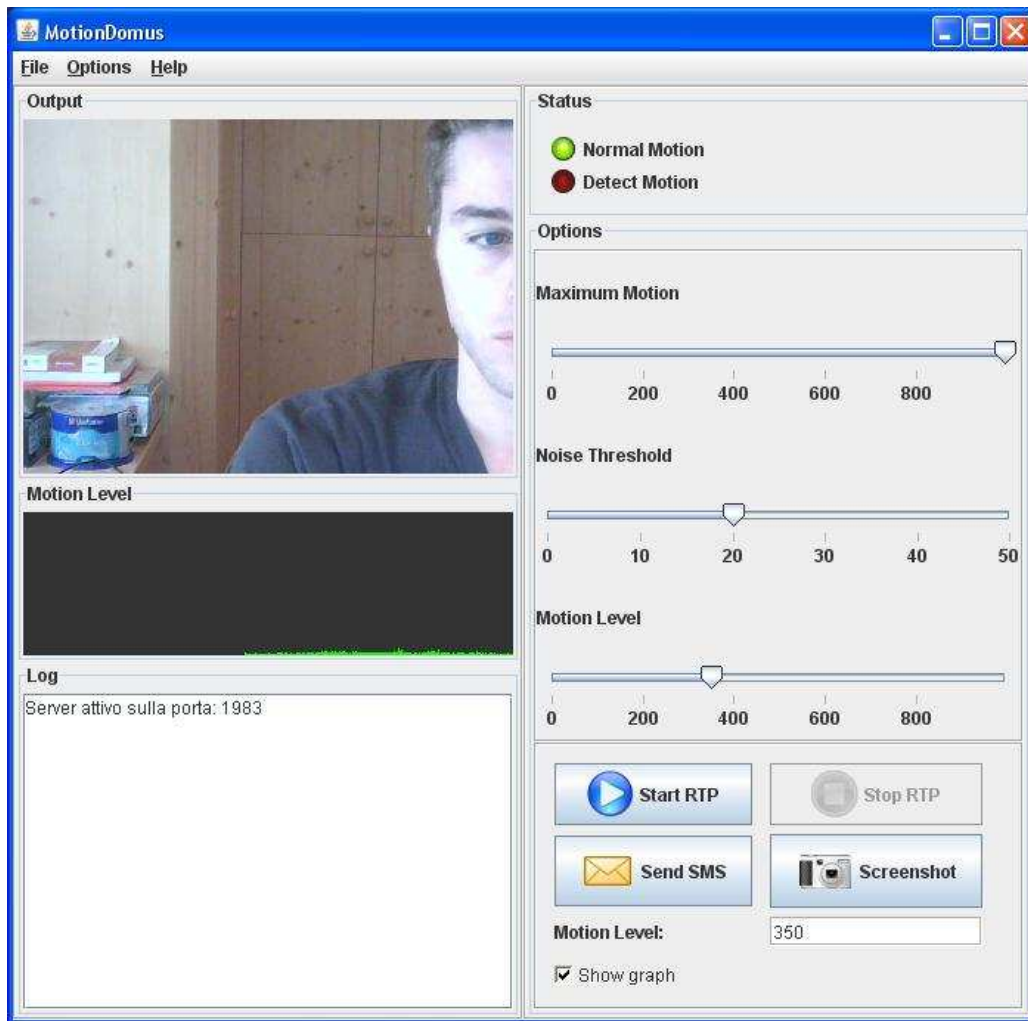 MotionDomus
File Options Help
Output
Motion Level
Log
Server attivo sulla porta: 1983
Status
Normal Motion
Detect Motion
Options
Maximum Motion
0 200 400 600 800
Noise Threshold
0 10 20 30 40 50
Motion Level
0 200 400 600 800
Start RTP
Stop RTP
Send SMS
Screenshot
Motion Level: 350
Show graph